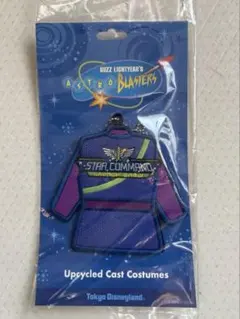 BUZZ LIGHTYEAR'S
ASTRO BLASTERS
STAR COMMAND
Upcycled Cast Costumes
Tokyo Disneyland